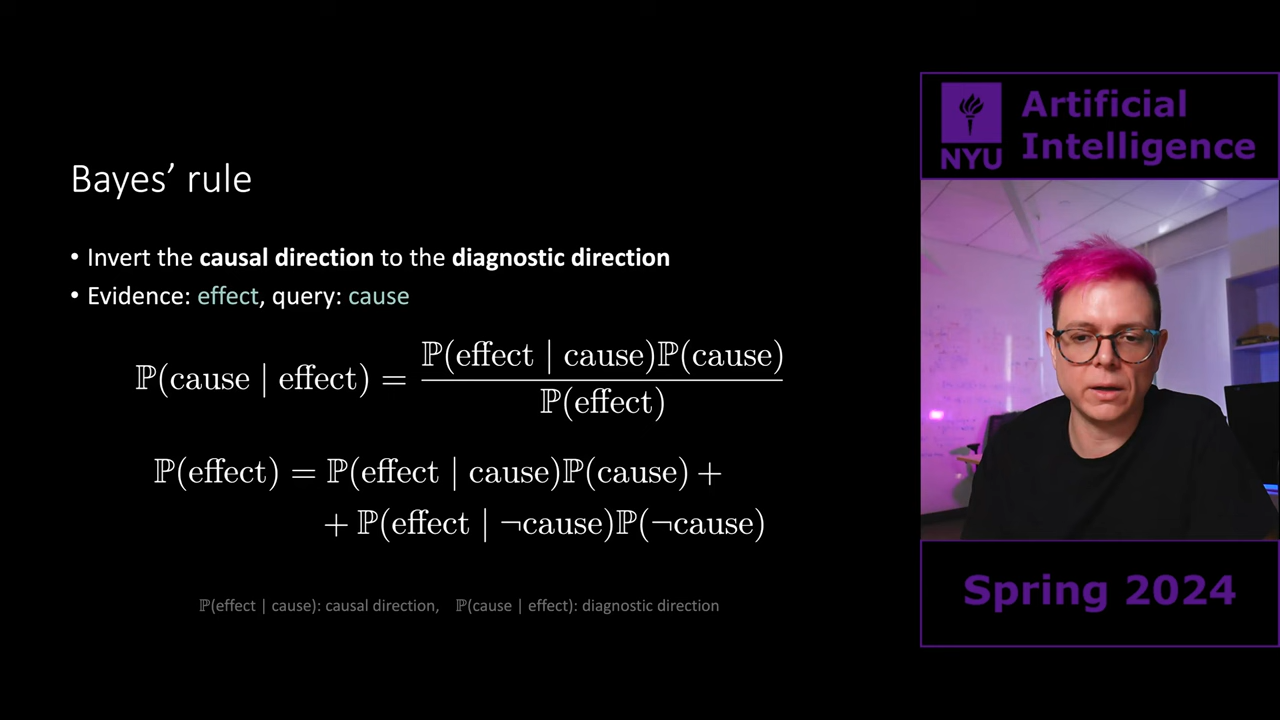 Bayes’ rule
• Invert the causal direction to the diagnostic direction
• Evidence: effect, query: cause
ℙ(cause | effect) = ℙ(effect | cause)ℙ(cause) / ℙ(effect)
ℙ(effect) = ℙ(effect | cause)ℙ(cause) +
+ ℙ(effect | ¬cause)ℙ(¬cause)
ℙ(effect | cause): causal direction, ℙ(cause | effect): diagnostic direction
NYU
Artificial
Intelligence
Spring 2024